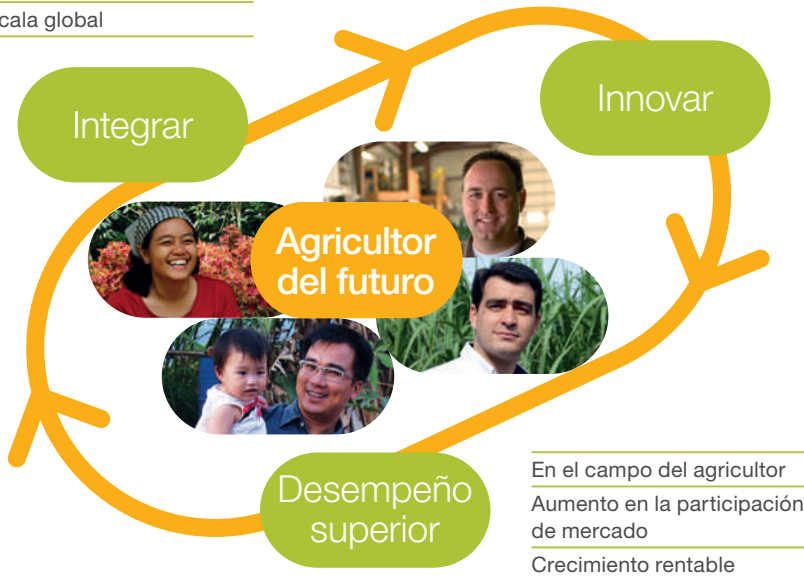 cala global
Integrar
Innovar
Agricultor
del futuro
Desempeño
superior
En el campo del agricultor
Aumento en la participación
de mercado
Crecimiento rentable